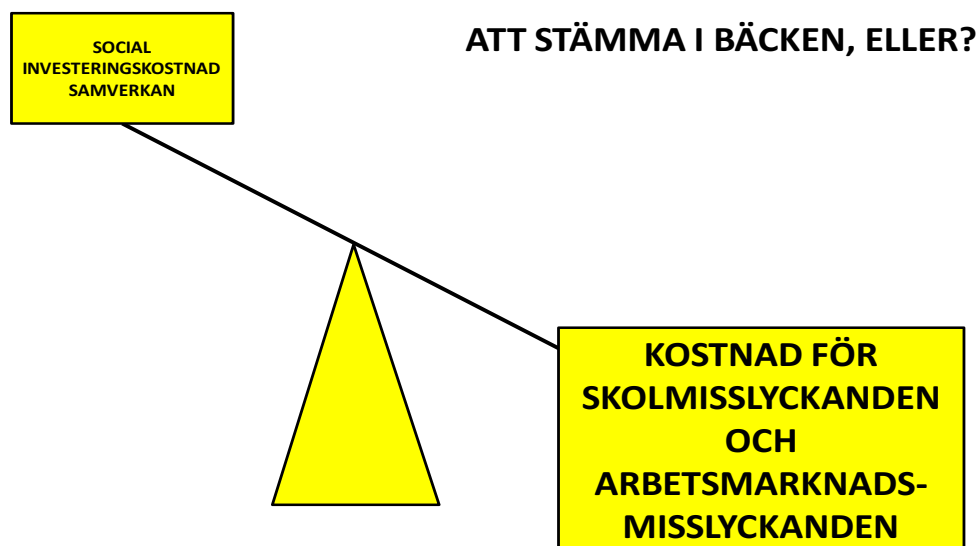 ATT STÄMMA I BÄCKEN, ELLER?
SOCIAL
INVESTERINGSKOSTNAD
SAMVERKAN
KOSTNAD FÖR
SKOLMISSLYCKANDEN
OCH
ARBETSMARKNADS-
MISSLYCKANDEN